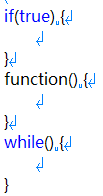 if(true) {
}
function() {
}
while() {
}